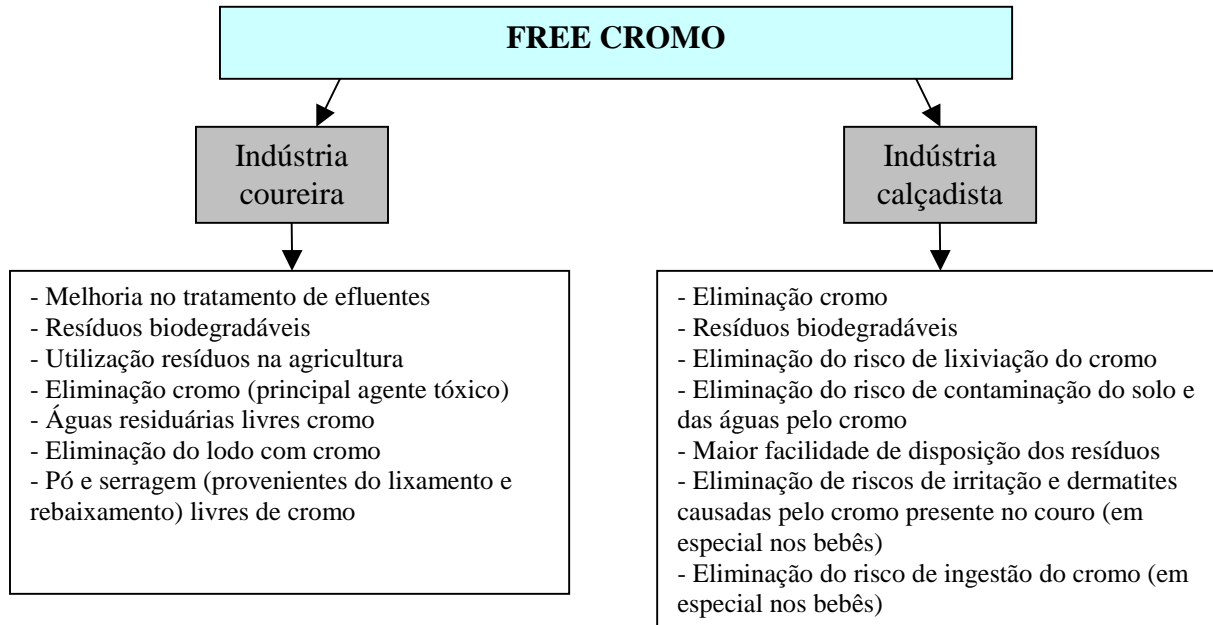 FREE CROMO
Indústria
coureira
- Melhoria no tratamento de efluentes
- Resíduos biodegradáveis
- Utilização resíduos na agricultura
- Eliminação cromo (principal agente tóxico)
- Águas residuárias livres cromo
- Eliminação do lodo com cromo
- Pó e serragem (provenientes do lixamento e
rebaixamento) livres de cromo
Indústria
calçadista
- Eliminação cromo
- Resíduos biodegradáveis
- Eliminação do risco de lixiviação do cromo
- Eliminação do risco de contaminação do solo e
das águas pelo cromo
- Maior facilidade de disposição dos resíduos
- Eliminação de riscos de irritação e dermatites
causadas pelo cromo presente no couro (em
especial nos bebês)
- Eliminação do risco de ingestão do cromo (em
especial nos bebês)